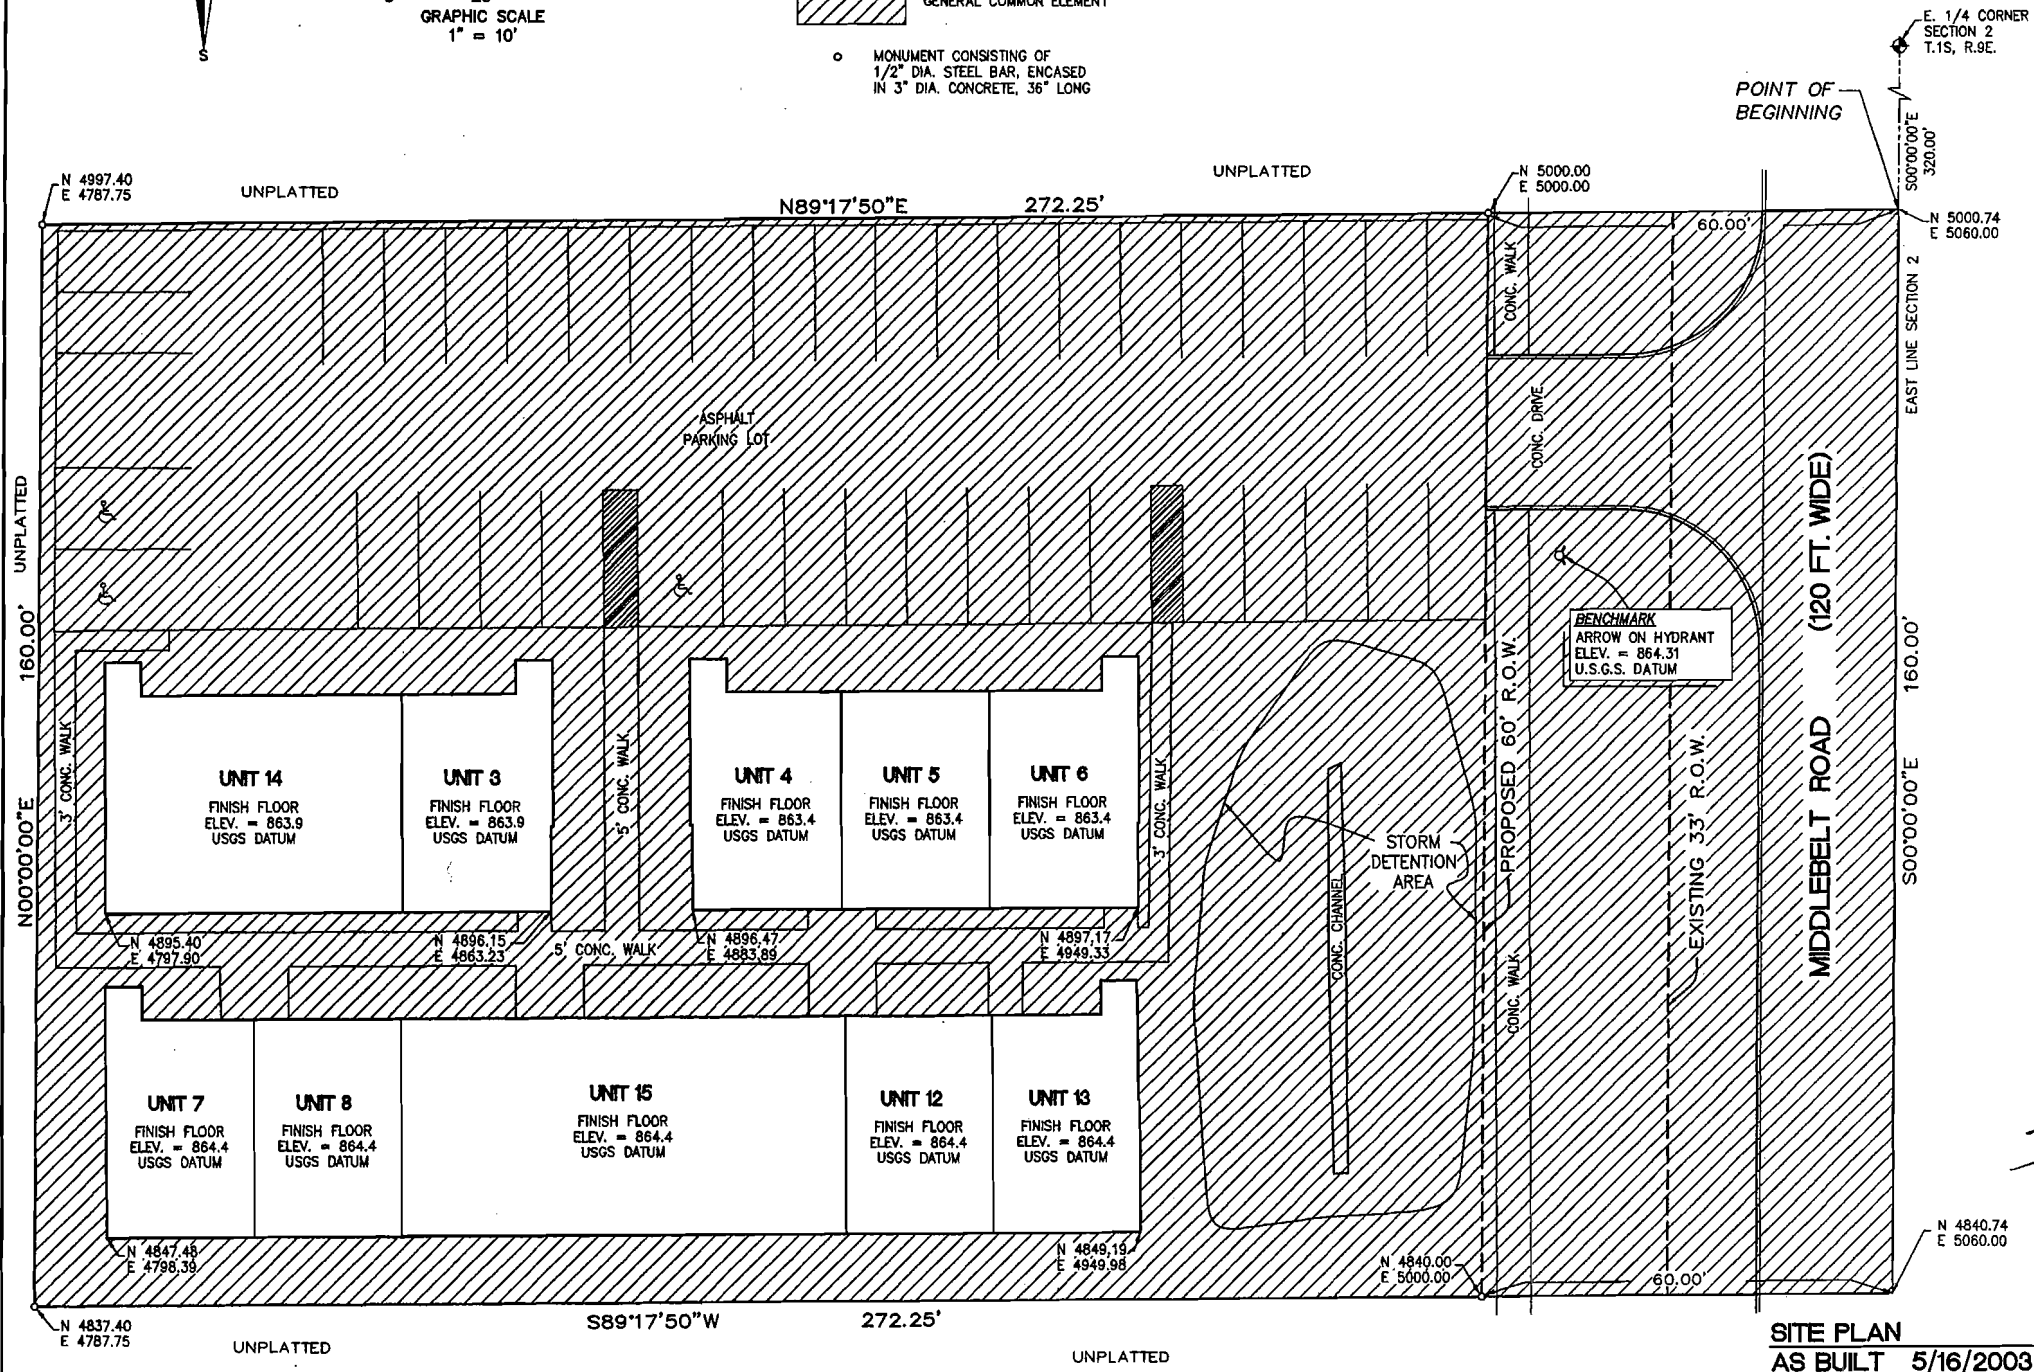 S
GRAPHIC SCALE
1" = 10'
GENERAL COMMON ELEMENT
MONUMENT CONSISTING OF
1/2" DIA. STEEL BAR, ENCASED
IN 3" DIA. CONCRETE, 36" LONG
E. 1/4 CORNER
SECTION 2
T.1S, R.9E.
POINT OF
BEGINNING
S00°00'00"E
320.00'
N 4997.40
E 4787.75
UNPLATTED
N89°17'50"E 272.25'
UNPLATTED
N 5000.00
E 5000.00
60.00'
N 5000.74
E 5060.00
CONC. WALK
EAST LINE SECTION 2
ASPHALT
PARKING LOT
CONC. DRIVE
UNPLATTED
160.00'
N00°00'00"E
MIDDLEBELT ROAD (120 FT. WIDE)
160.00'
S00°00'00"E
BENCHMARK
ARROW ON HYDRANT
ELEV. = 864.31
U.S.G.S. DATUM
PROPOSED 60' R.O.W.
EXISTING 33' R.O.W.
3' CONC. WALK
UNIT 14
FINISH FLOOR
ELEV. = 863.9
USGS DATUM
UNIT 3
FINISH FLOOR
ELEV. = 863.9
USGS DATUM
5' CONC. WALK
UNIT 4
FINISH FLOOR
ELEV. = 863.4
USGS DATUM
UNIT 5
FINISH FLOOR
ELEV. = 863.4
USGS DATUM
UNIT 6
FINISH FLOOR
ELEV. = 863.4
USGS DATUM
3' CONC. WALK
STORM
DETENTION
AREA
CONC. CHANNEL
CONC. WALK
N 4895.40
E 4797.90
N 4896.15
E 4863.23
5' CONC. WALK
N 4896.47
E 4883.89
N 4897.17
E 4949.33
UNIT 7
FINISH FLOOR
ELEV. = 864.4
USGS DATUM
UNIT 8
FINISH FLOOR
ELEV. = 864.4
USGS DATUM
UNIT 15
FINISH FLOOR
ELEV. = 864.4
USGS DATUM
UNIT 12
FINISH FLOOR
ELEV. = 864.4
USGS DATUM
UNIT 13
FINISH FLOOR
ELEV. = 864.4
USGS DATUM
N 4847.48
E 4798.39
N 4849.19
E 4949.98
N 4840.00
E 5000.00
60.00'
N 4840.74
E 5060.00
N 4837.40
E 4787.75
UNPLATTED
S89°17'50"W 272.25'
UNPLATTED
SITE PLAN
AS BUILT 5/16/2003